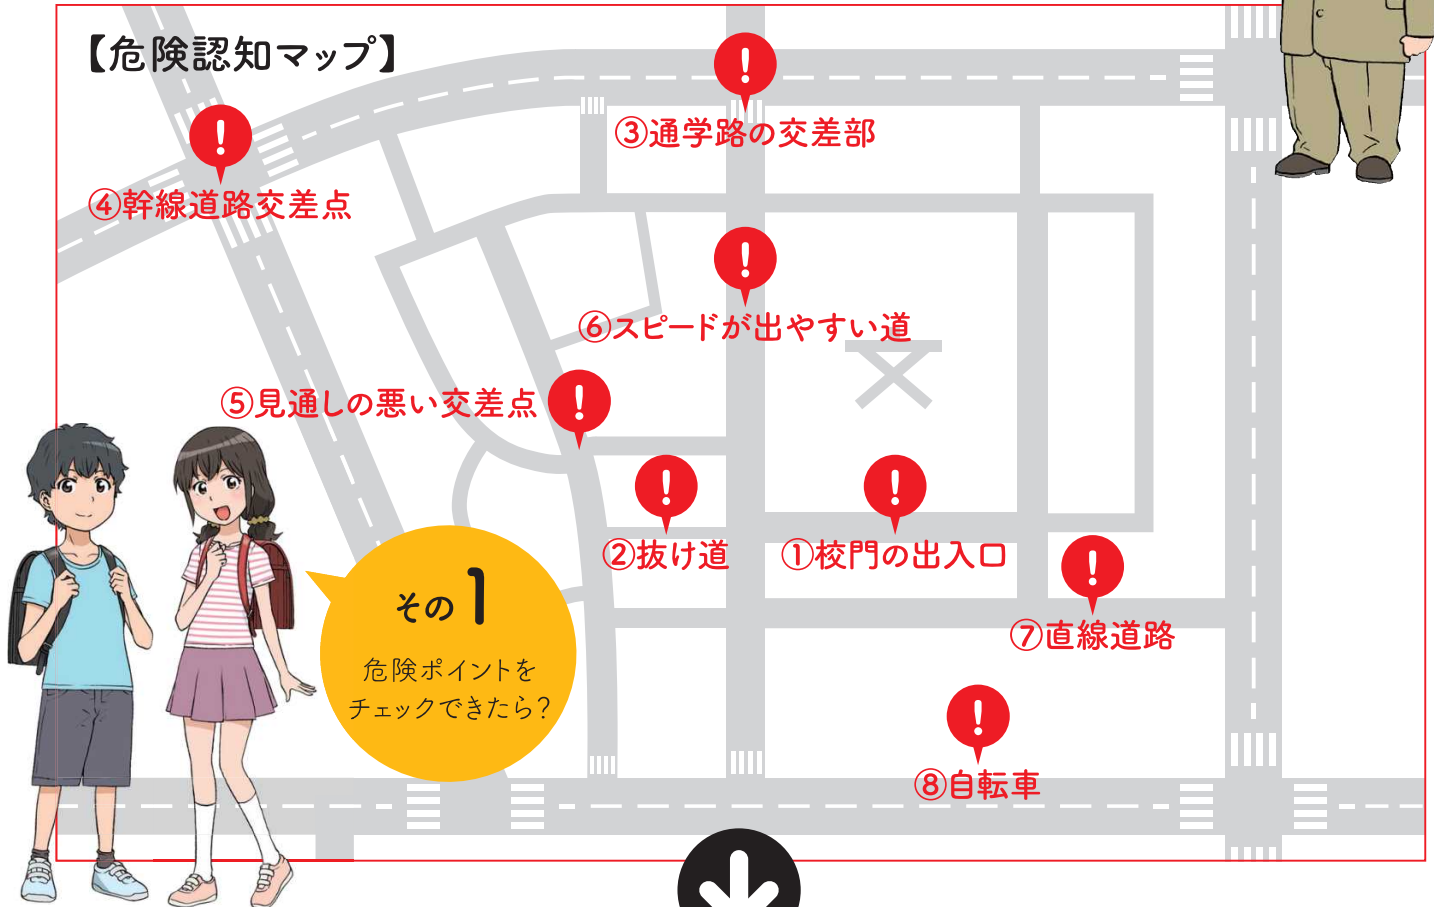 【危険認知マップ】
③通学路の交差部
④幹線道路交差点
⑥スピードが出やすい道
⑤見通しの悪い交差点
②抜け道
①校門の出入口
⑦直線道路
⑧自転車
その1
危険ポイントを
チェックできたら?